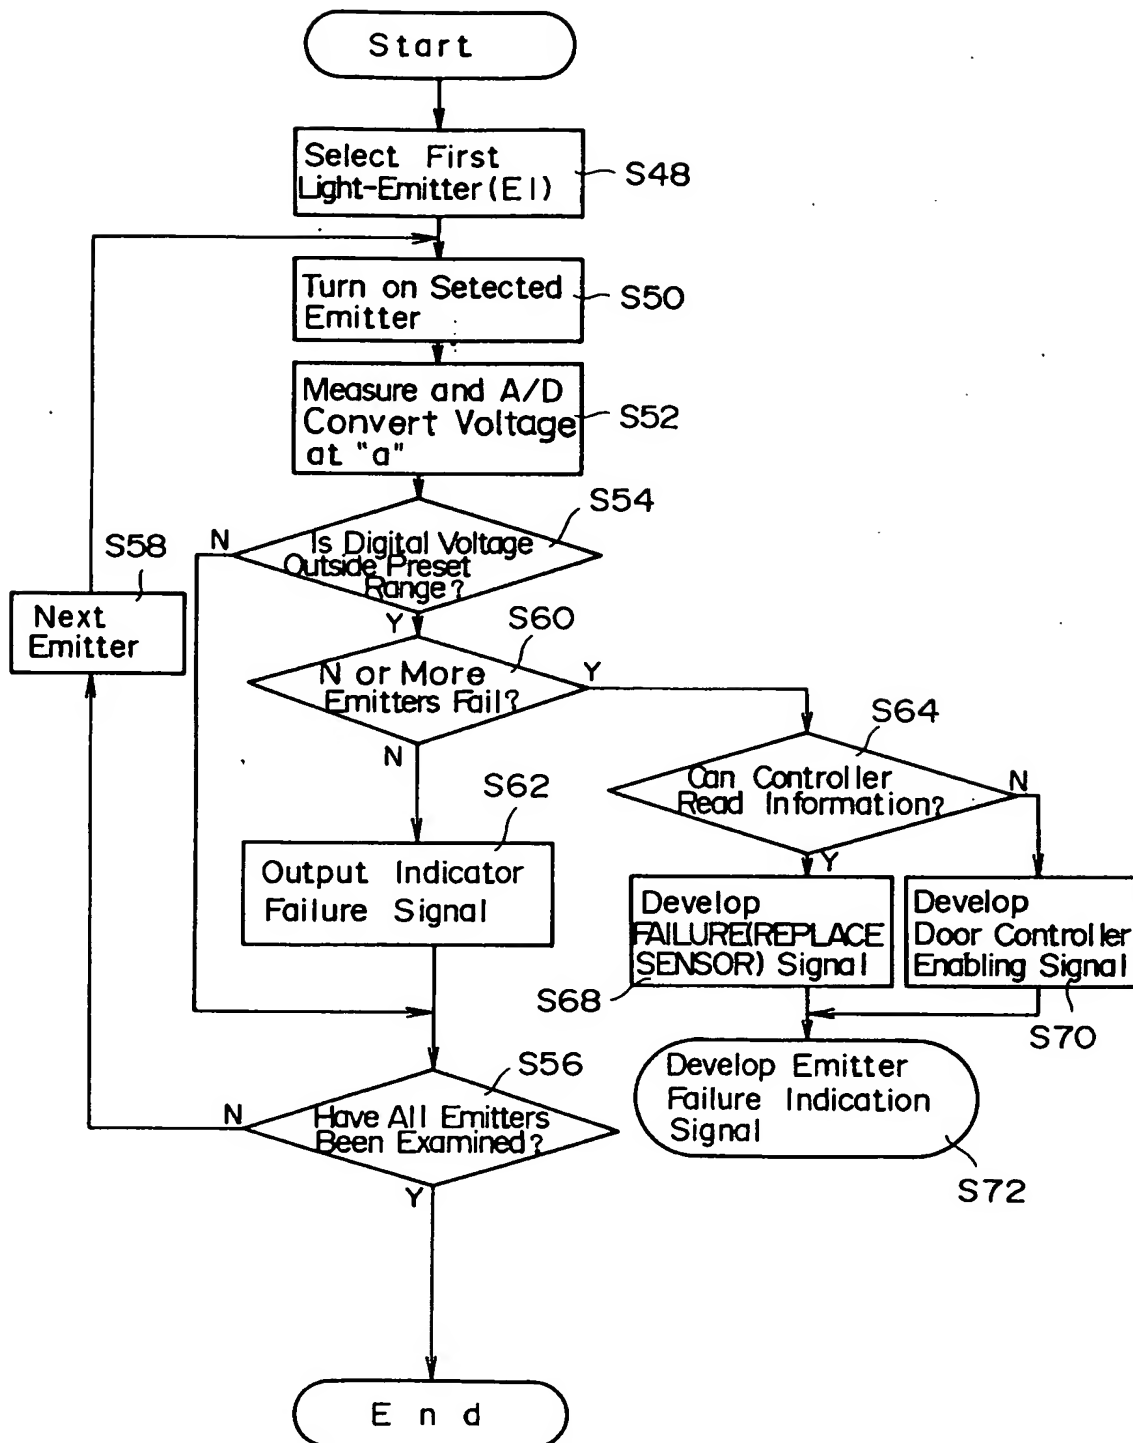 Start
Select First
Light-Emitter(E1)
S48
Turn on Setected
Emitter
S50
Measure and A/D
Convert Voltage
at "a"
S52
S54
N
Is Digital Voltage
Outside Preset
Range?
S58
Next
Emitter
Y
S60
N or More
Emitters Fail?
Y
N
S64
Can Controller
Read Information?
N
Y
S62
Output Indicator
Failure Signal
Develop
FAILURE(REPLACE
SENSOR) Signal
S68
Develop
Door Controller
Enabling Signal
S70
S56
N
Have All Emitters
Been Examined?
Y
Develop Emitter
Failure Indication
Signal
S72
End